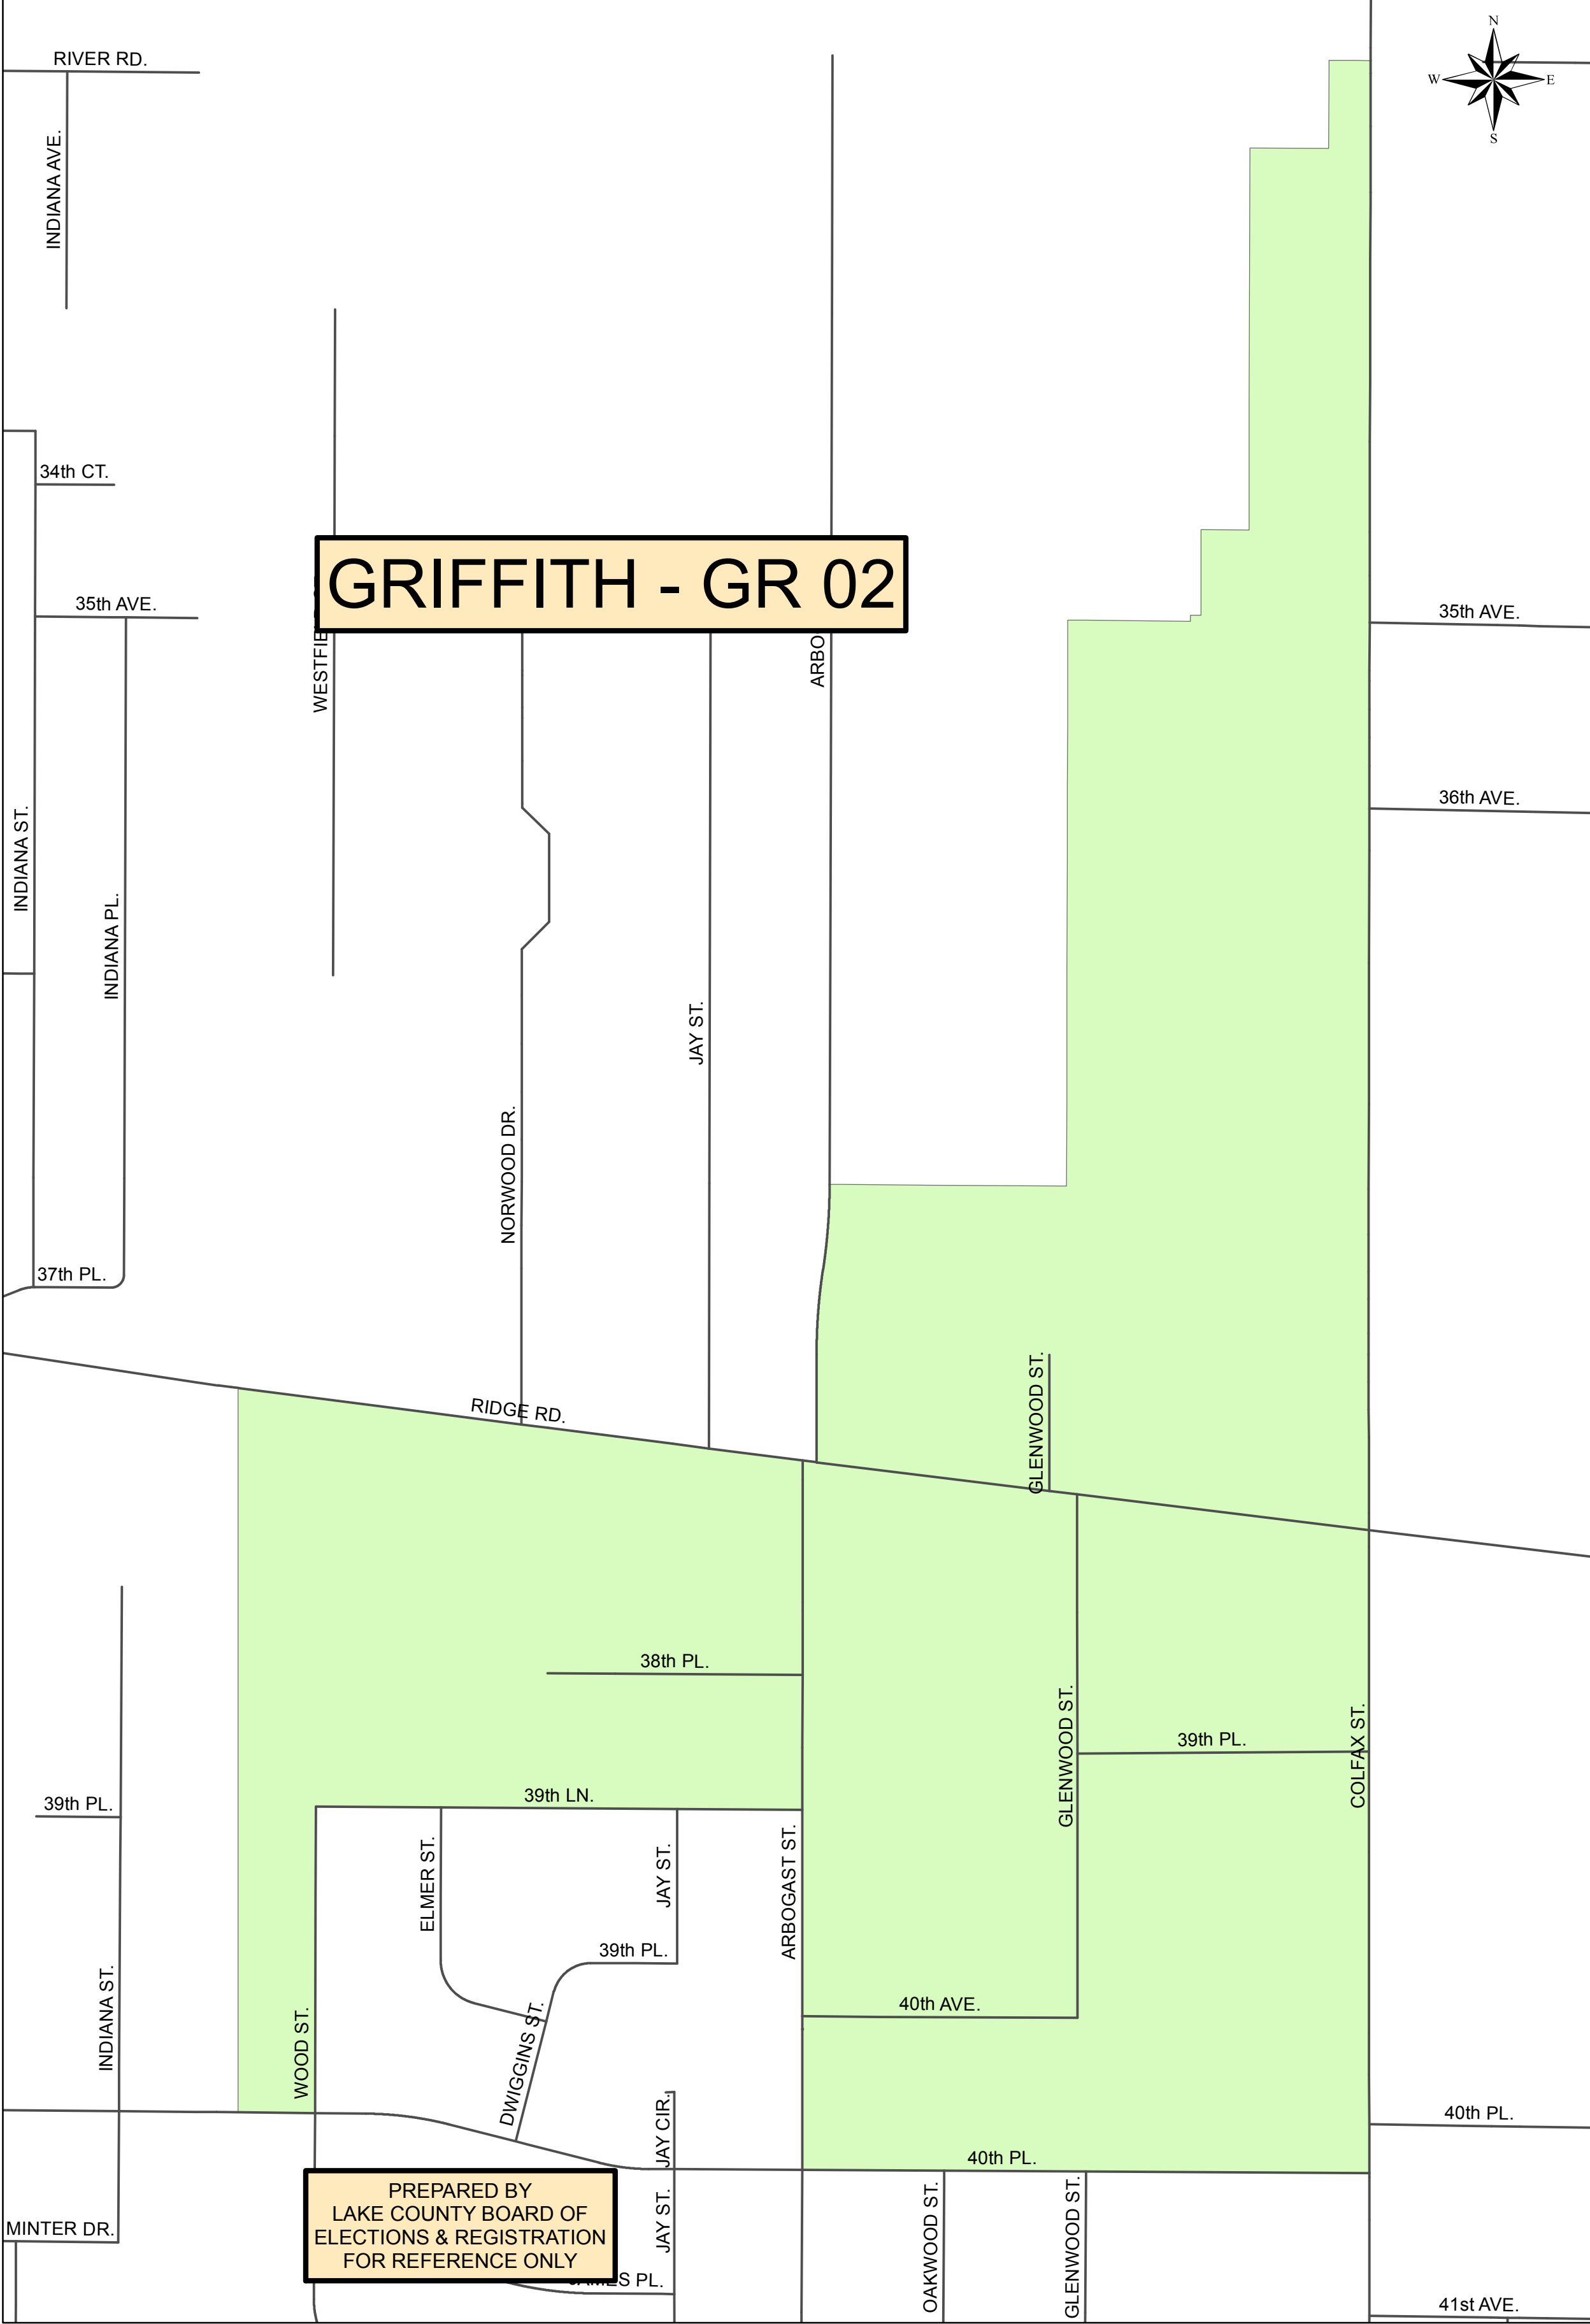 N
W
E
S
RIVER RD.
INDIANA AVE.
34th CT.
GRIFFITH - GR 02
35th AVE.
35th AVE.
ARBO
36th AVE.
INDIANA ST.
INDIANA PL.
JAY ST.
NORWOOD DR.
37th PL.
GLENWOOD ST.
RIDGE RD.
38th PL.
GLENWOOD ST.
39th PL.
COLFAX ST.
39th LN.
39th PL.
ELMER ST.
JAY ST.
ARBOGAST ST.
39th PL.
INDIANA ST.
40th AVE.
WOOD ST.
DWIGGINS ST.
JAY CIR.
40th PL.
40th PL.
PREPARED BY
LAKE COUNTY BOARD OF
ELECTIONS & REGISTRATION
FOR REFERENCE ONLY
MINTER DR.
JAY ST.
OAKWOOD ST.
GLENWOOD ST.
PL.
41st AVE.